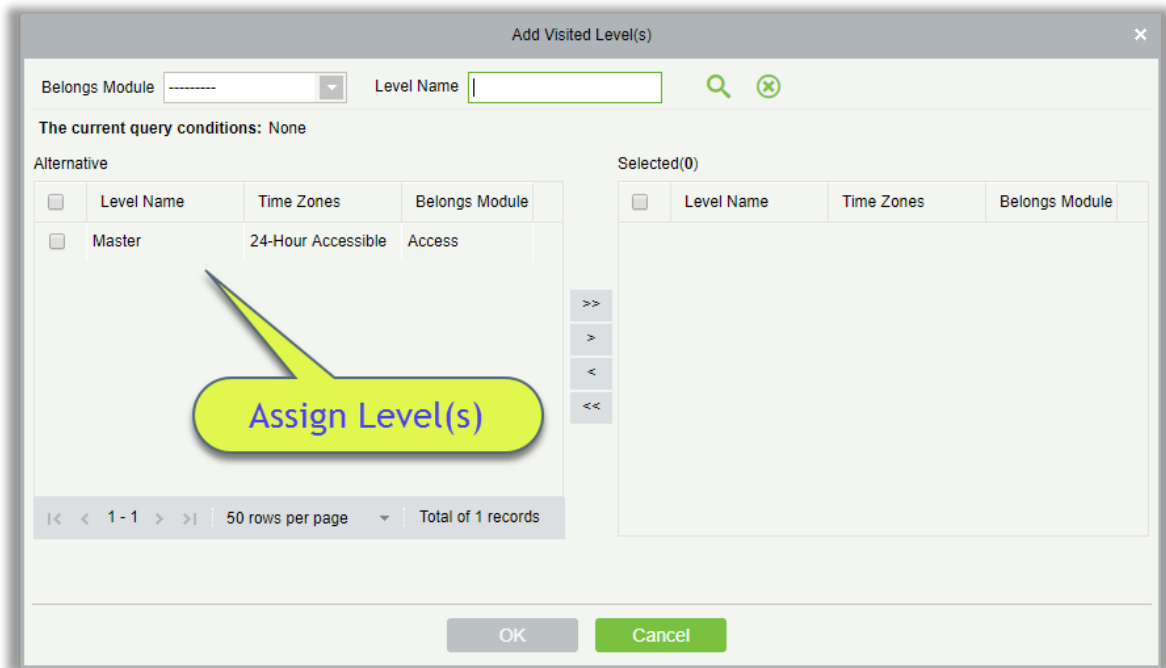 Add Visited Level(s)
Belongs Module --------- Level Name
The current query conditions: None
Alternative Selected(0)
Level Name Time Zones Belongs Module Level Name Time Zones Belongs Module
Master 24-Hour Accessible Access
>>
>
<
<<
Assign Level(s)
1 - 1 50 rows per page Total of 1 records
OK Cancel